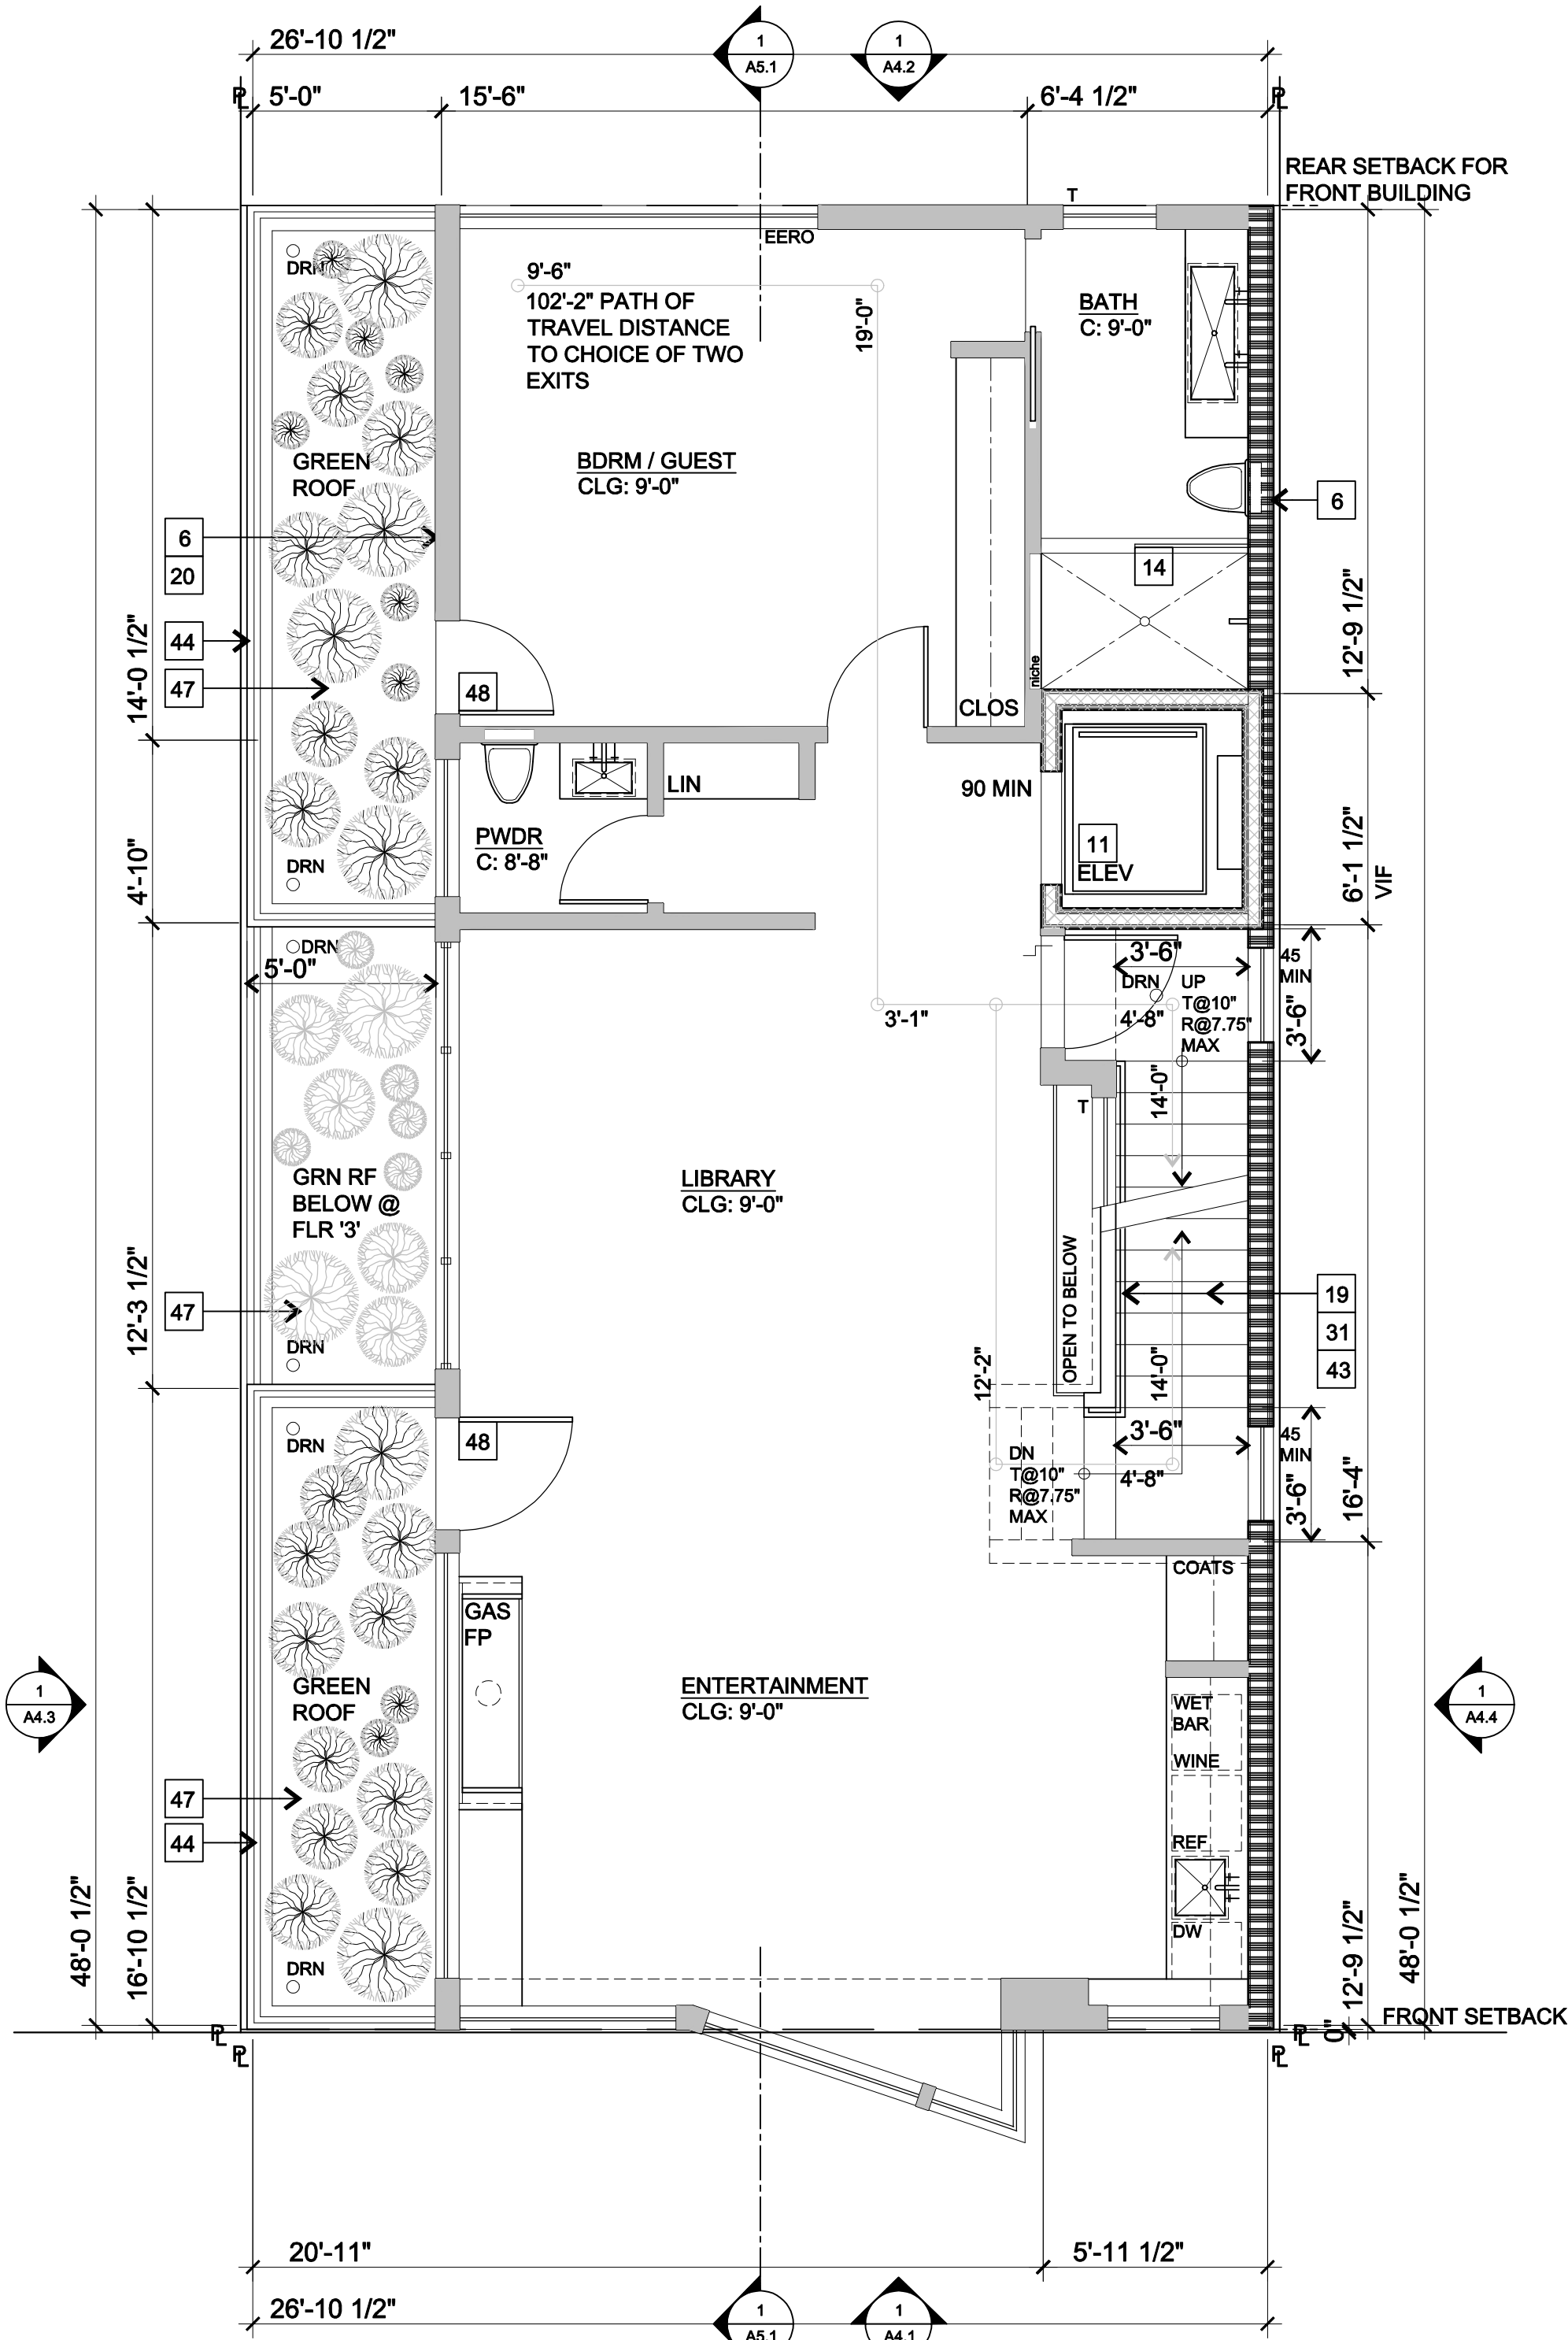 26'-10 1/2"
1
A5.1
1
A4.2
PL
5'-0"
15'-6"
6'-4 1/2"
PL
REAR SETBACK FOR
FRONT BUILDING
T
EERO
DRN
9'-6"
102'-2" PATH OF
TRAVEL DISTANCE
TO CHOICE OF TWO
EXITS
19'-0"
BATH
C: 9'-0"
GREEN
ROOF
BDRM / GUEST
CLG: 9'-0"
6
6
20
14
44
47
14'-0 1/2"
12'-9 1/2"
niche
48
CLOS
LIN
90 MIN
PWDR
C: 8'-8"
11
ELEV
DRN
4'-10"
6'-1 1/2"
VIF
DRN
5'-0"
3'-6"
45
MIN
DRN
UP
T@10"
R@7.75"
MAX
4'-8"
3'-1"
3'-6"
14'-0"
T
GRN RF
BELOW @
FLR '3'
LIBRARY
CLG: 9'-0"
OPEN TO BELOW
12'-3 1/2"
47
19
31
43
DRN
12'-2"
14'-0"
DRN
48
3'-6"
45
MIN
DN
T@10"
R@7.75"
MAX
4'-8"
3'-6"
16'-4"
COATS
GAS
FP
GREEN
ROOF
ENTERTAINMENT
CLG: 9'-0"
1
A4.3
1
A4.4
WET
BAR
WINE
47
44
REF
DW
DRN
48'-0 1/2"
16'-10 1/2"
12'-9 1/2"
48'-0 1/2"
FRONT SETBACK
0"
PL
PL
PL
PL
20'-11"
5'-11 1/2"
26'-10 1/2"
1
A5.1
1
A4.1